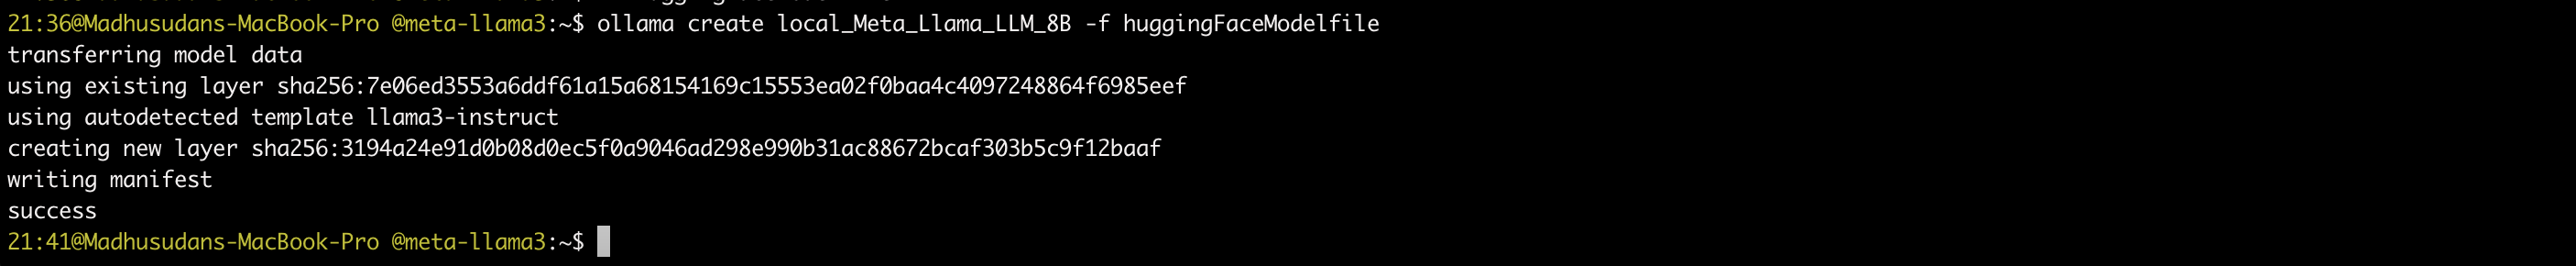 21:36@Madhusudans-MacBook-Pro @meta-llama3:~$ ollama create local_Meta_Llama_LLM_8B -f huggingFaceModelfile
transferring model data
using existing layer sha256:7e06ed3553a6ddf61a15a68154169c15553ea02f0baa4c4097248864f6985eef
using autodetected template llama3-instruct
creating new layer sha256:3194a24e91d0b08d0ec5f0a9046ad298e990b31ac88672bcaf303b5c9f12baaf
writing manifest
success
21:41@Madhusudans-MacBook-Pro @meta-llama3:~$